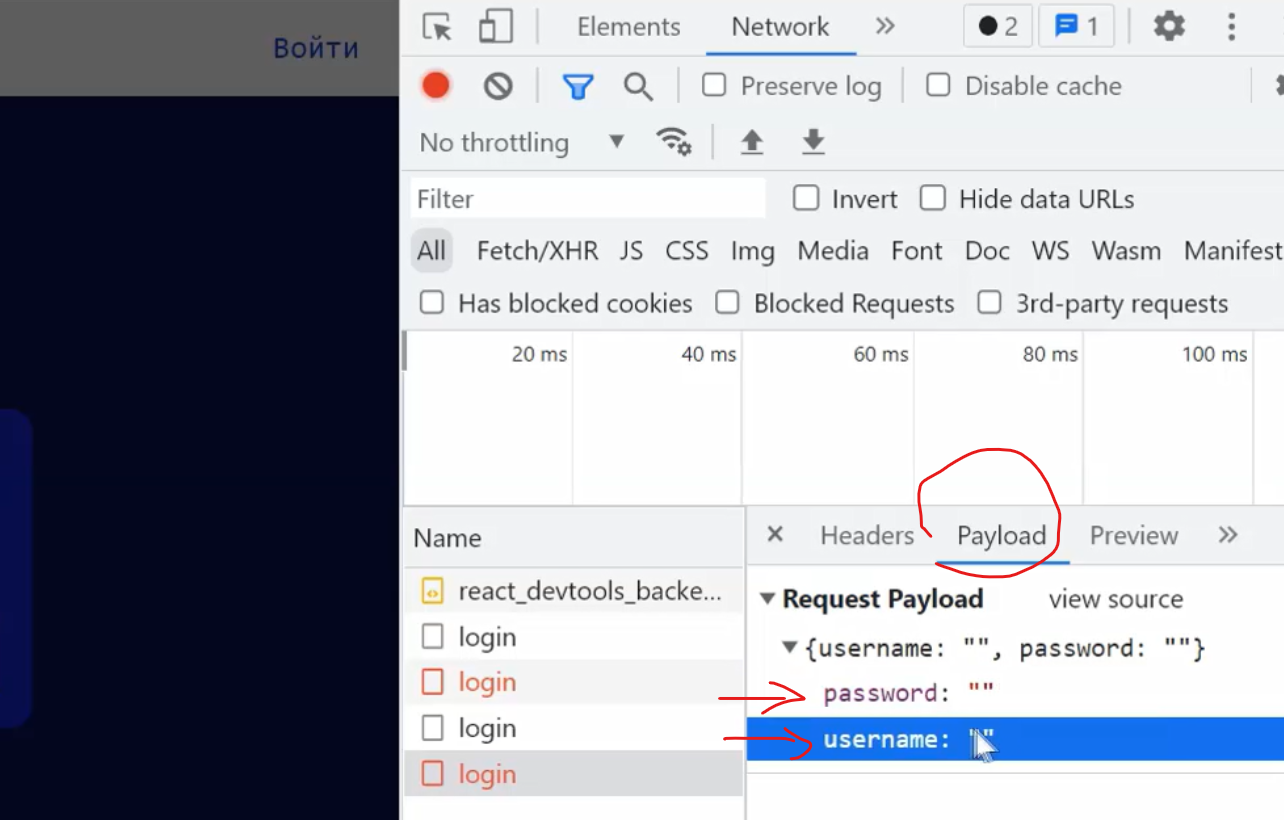 Войти
Elements Network 2 1
Preserve log Disable cache
No throttling
Filter Invert Hide data URLs
All Fetch/XHR JS CSS Img Media Font Doc WS Wasm Manifest
Has blocked cookies Blocked Requests 3rd-party requests
20 ms 40 ms 60 ms 80 ms 100 ms
Name Headers Payload Preview
react_devtools_backe...
Request Payload view source
login
{username: "", password: ""}
login
password: ""
login
username: ""
login